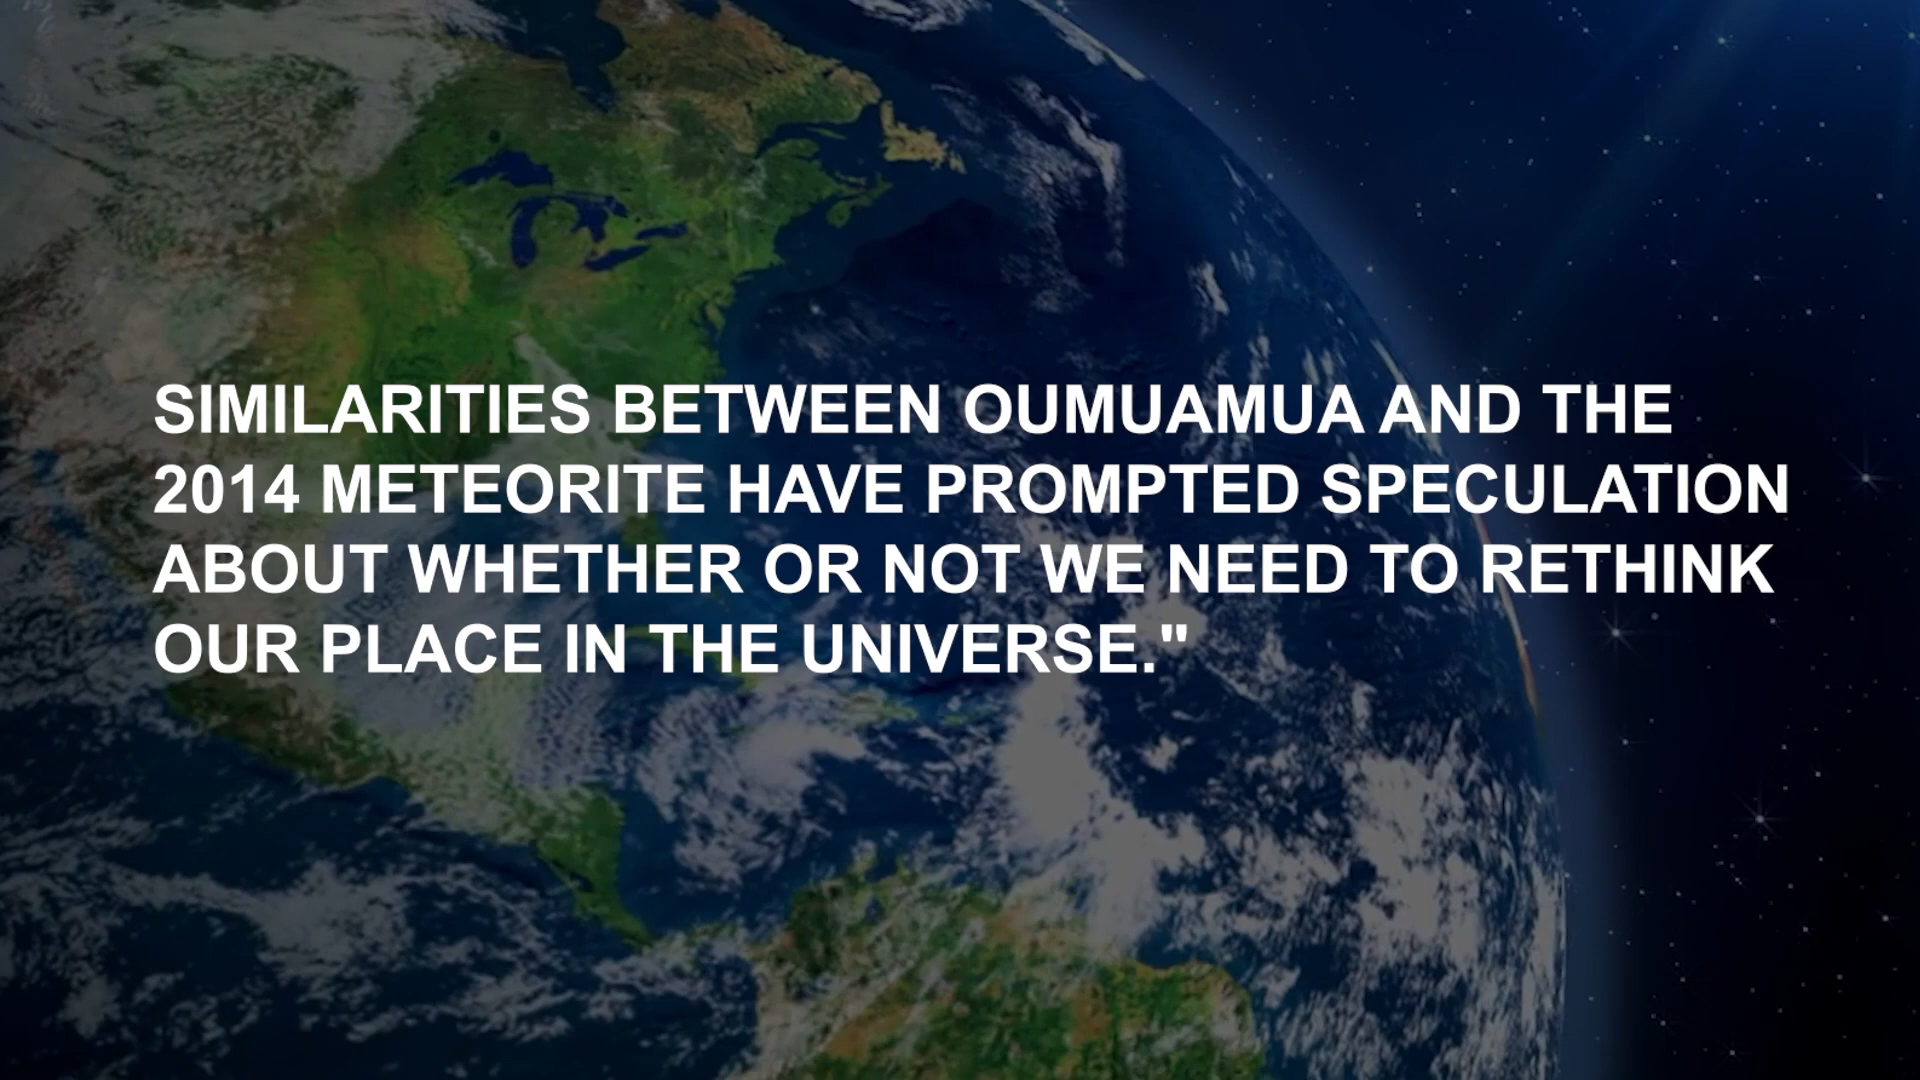 SIMILARITIES BETWEEN OUMUAMUA AND THE
2014 METEORITE HAVE PROMPTED SPECULATION
ABOUT WHETHER OR NOT WE NEED TO RETHINK
OUR PLACE IN THE UNIVERSE."